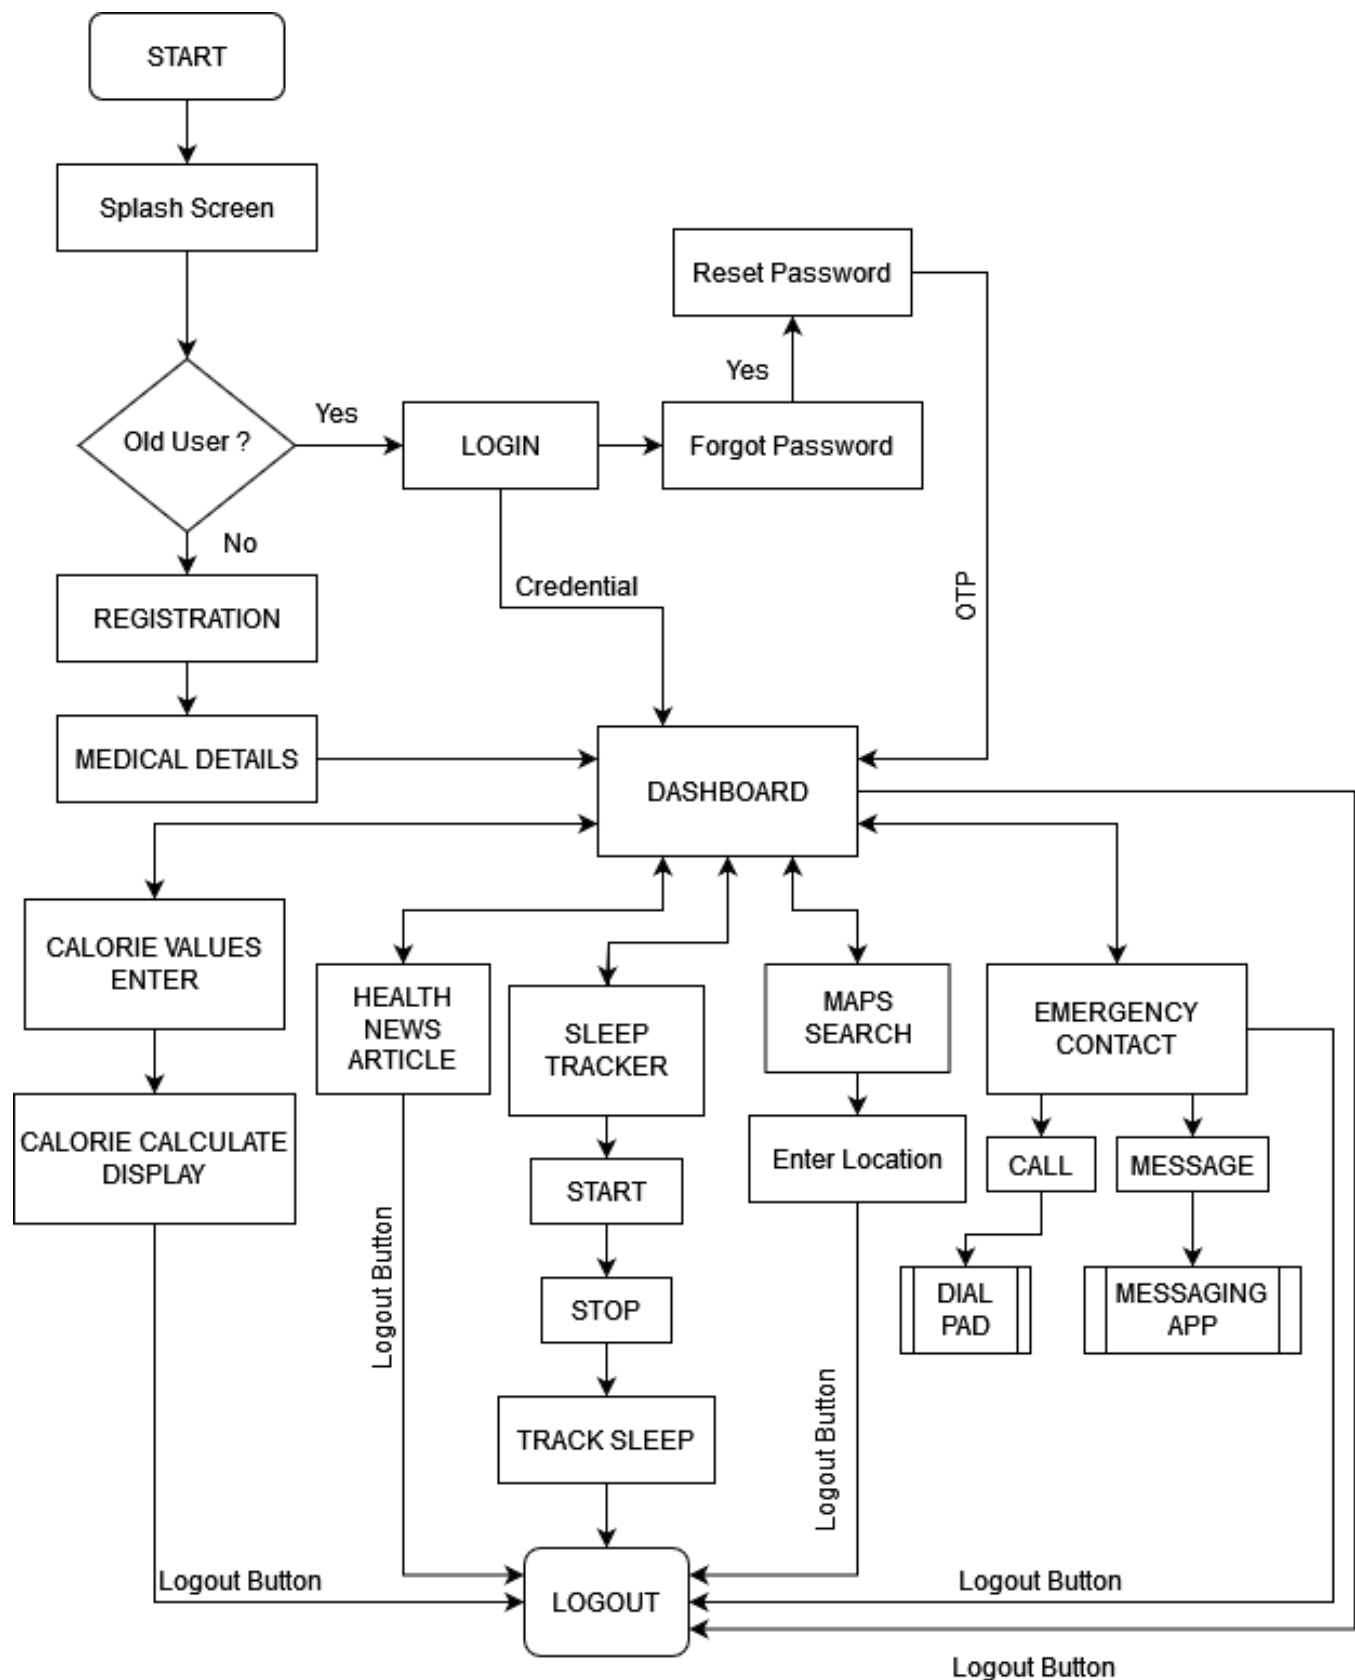 START
Splash Screen
Reset Password
Yes
Yes
Old User ?
LOGIN
Forgot Password
No
Credential
OTP
REGISTRATION
MEDICAL DETAILS
DASHBOARD
CALORIE VALUES
ENTER
HEALTH
NEWS
ARTICLE
SLEEP
TRACKER
MAPS
SEARCH
EMERGENCY
CONTACT
CALORIE CALCULATE
DISPLAY
START
Enter Location
CALL
MESSAGE
Logout Button
STOP
DIAL
PAD
MESSAGING
APP
TRACK SLEEP
Logout Button
Logout Button
LOGOUT
Logout Button
Logout Button